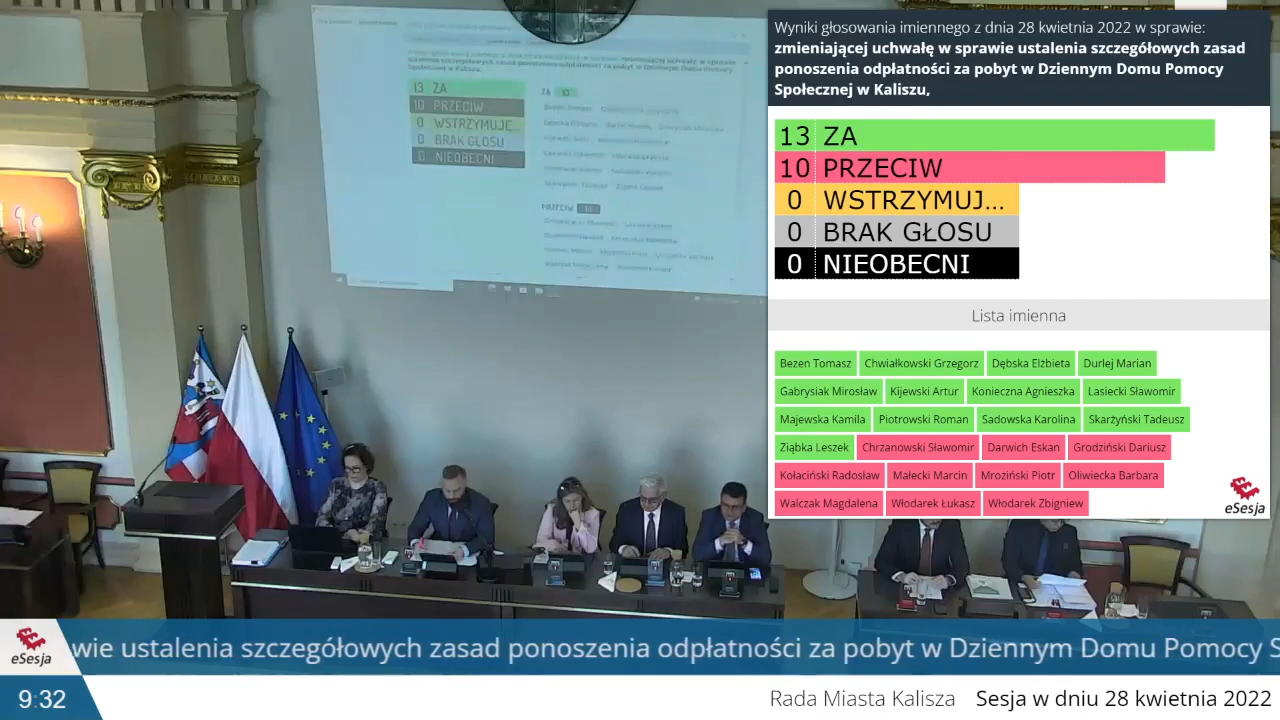 Wyniki głosowania imiennego z dnia 28 kwietnia 2022 w sprawie:
zmieniającej uchwałę w sprawie ustalenia szczegółowych zasad
ponoszenia odpłatności za pobyt w Dziennym Domu Pomocy
Społecznej w Kaliszu,
13 ZA
10 PRZECIW
0 WSTRZYMUJ...
0 BRAK GŁOSU
0 NIEOBECNI
Lista imienna
Bezen Tomasz Chwiałkowski Grzegorz Dębska Elżbieta Durlej Marian
Gabrysiak Mirosław Kijewski Artur Konieczna Agnieszka Lasiecki Sławomir
Majewska Kamila Piotrowski Roman Sadowska Karolina Skarżyński Tadeusz
Ziąbka Leszek Chrzanowski Sławomir Darwich Eskan Grodziński Dariusz
Kołaciński Radosław Małecki Marcin Mroziński Piotr Oliwiecka Barbara
Walczak Magdalena Włodarek Łukasz Włodarek Zbigniew
eSesja
13 ZA
10 PRZECIW
0 WSTRZYMUJĘ...
0 BRAK GŁOSU
0 NIEOBECNI
ZA 13
PRZECIW 10
eSesja
wie ustalenia szczegółowych zasad ponoszenia odpłatności za pobyt w Dziennym Domu Pomocy S
9:32
Rada Miasta Kalisza Sesja w dniu 28 kwietnia 2022